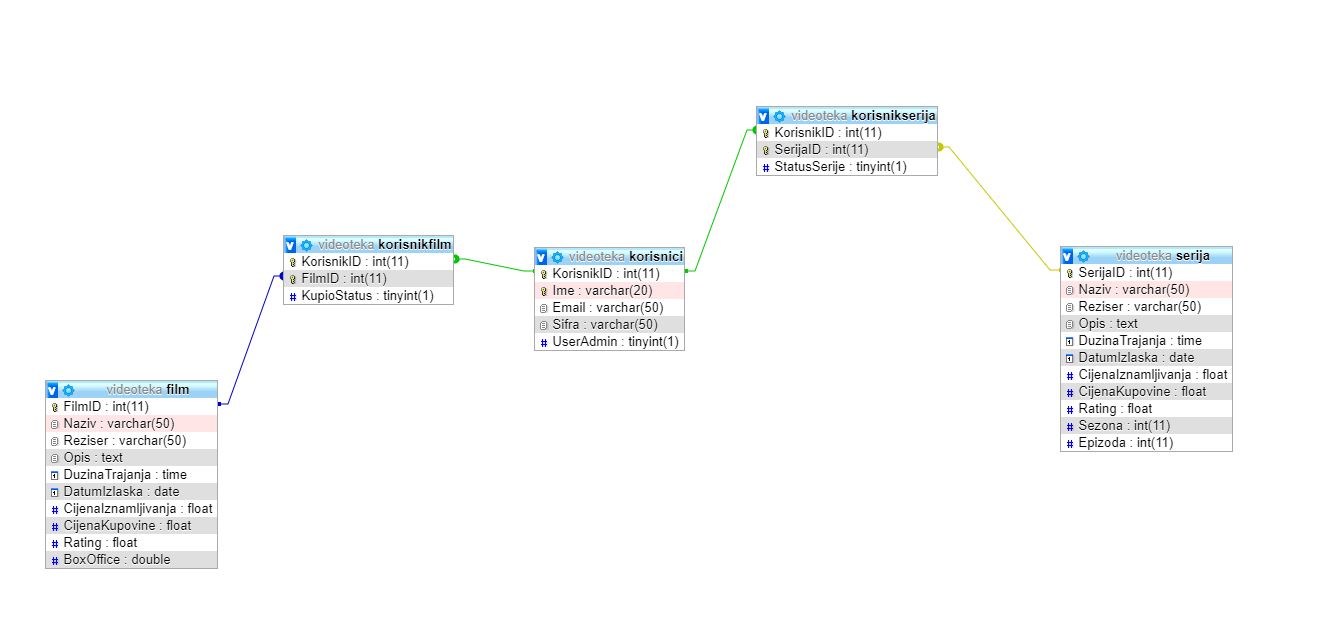 videoteka film
FilmID : int(11)
Naziv : varchar(50)
Reziser : varchar(50)
Opis : text
DuzinaTrajanja : time
DatumIzlaska : date
CijenaIznamljivanja : float
CijenaKupovine : float
Rating : float
BoxOffice : double
videoteka korisnikfilm
KorisnikID : int(11)
FilmID : int(11)
KupioStatus : tinyint(1)
videoteka korisnici
KorisnikID : int(11)
Ime : varchar(20)
Email : varchar(50)
Sifra : varchar(50)
UserAdmin : tinyint(1)
videoteka korisnikserija
KorisnikID : int(11)
SerijaID : int(11)
StatusSerije : tinyint(1)
videoteka serija
SerijaID : int(11)
Naziv : varchar(50)
Reziser : varchar(50)
Opis : text
DuzinaTrajanja : time
DatumIzlaska : date
CijenaIznamljivanja : float
CijenaKupovine : float
Rating : float
Sezona : int(11)
Epizoda : int(11)